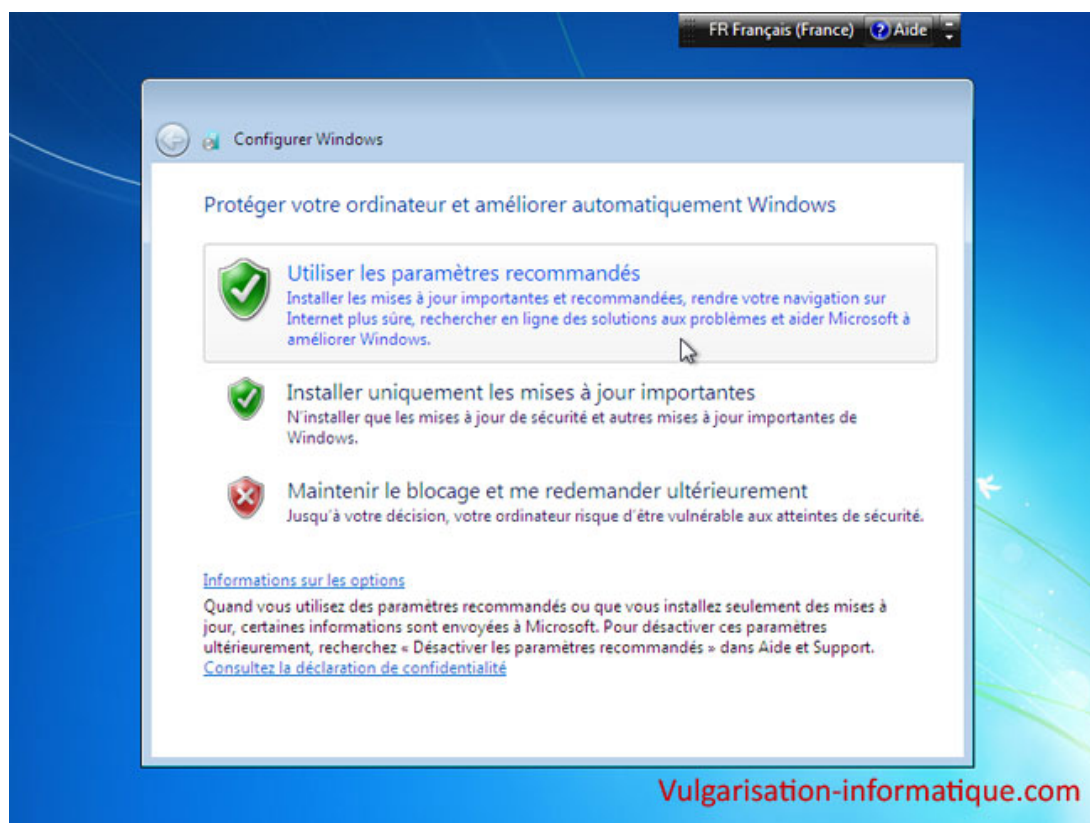 FR Français (France) Aide
Configurer Windows
Protéger votre ordinateur et améliorer automatiquement Windows
Utiliser les paramètres recommandés
Installer les mises à jour importantes et recommandées, rendre votre navigation sur
Internet plus sûre, rechercher en ligne des solutions aux problèmes et aider Microsoft à
améliorer Windows.
Installer uniquement les mises à jour importantes
N'installer que les mises à jour de sécurité et autres mises à jour importantes de
Windows.
Maintenir le blocage et me redemander ultérieurement
Jusqu'à votre décision, votre ordinateur risque d'être vulnérable aux atteintes de sécurité.
Informations sur les options
Quand vous utilisez des paramètres recommandés ou que vous installez seulement des mises à
jour, certaines informations sont envoyées à Microsoft. Pour désactiver ces paramètres
ultérieurement, recherchez « Désactiver les paramètres recommandés » dans Aide et Support.
Consultez la déclaration de confidentialité
Vulgarisation-informatique.com